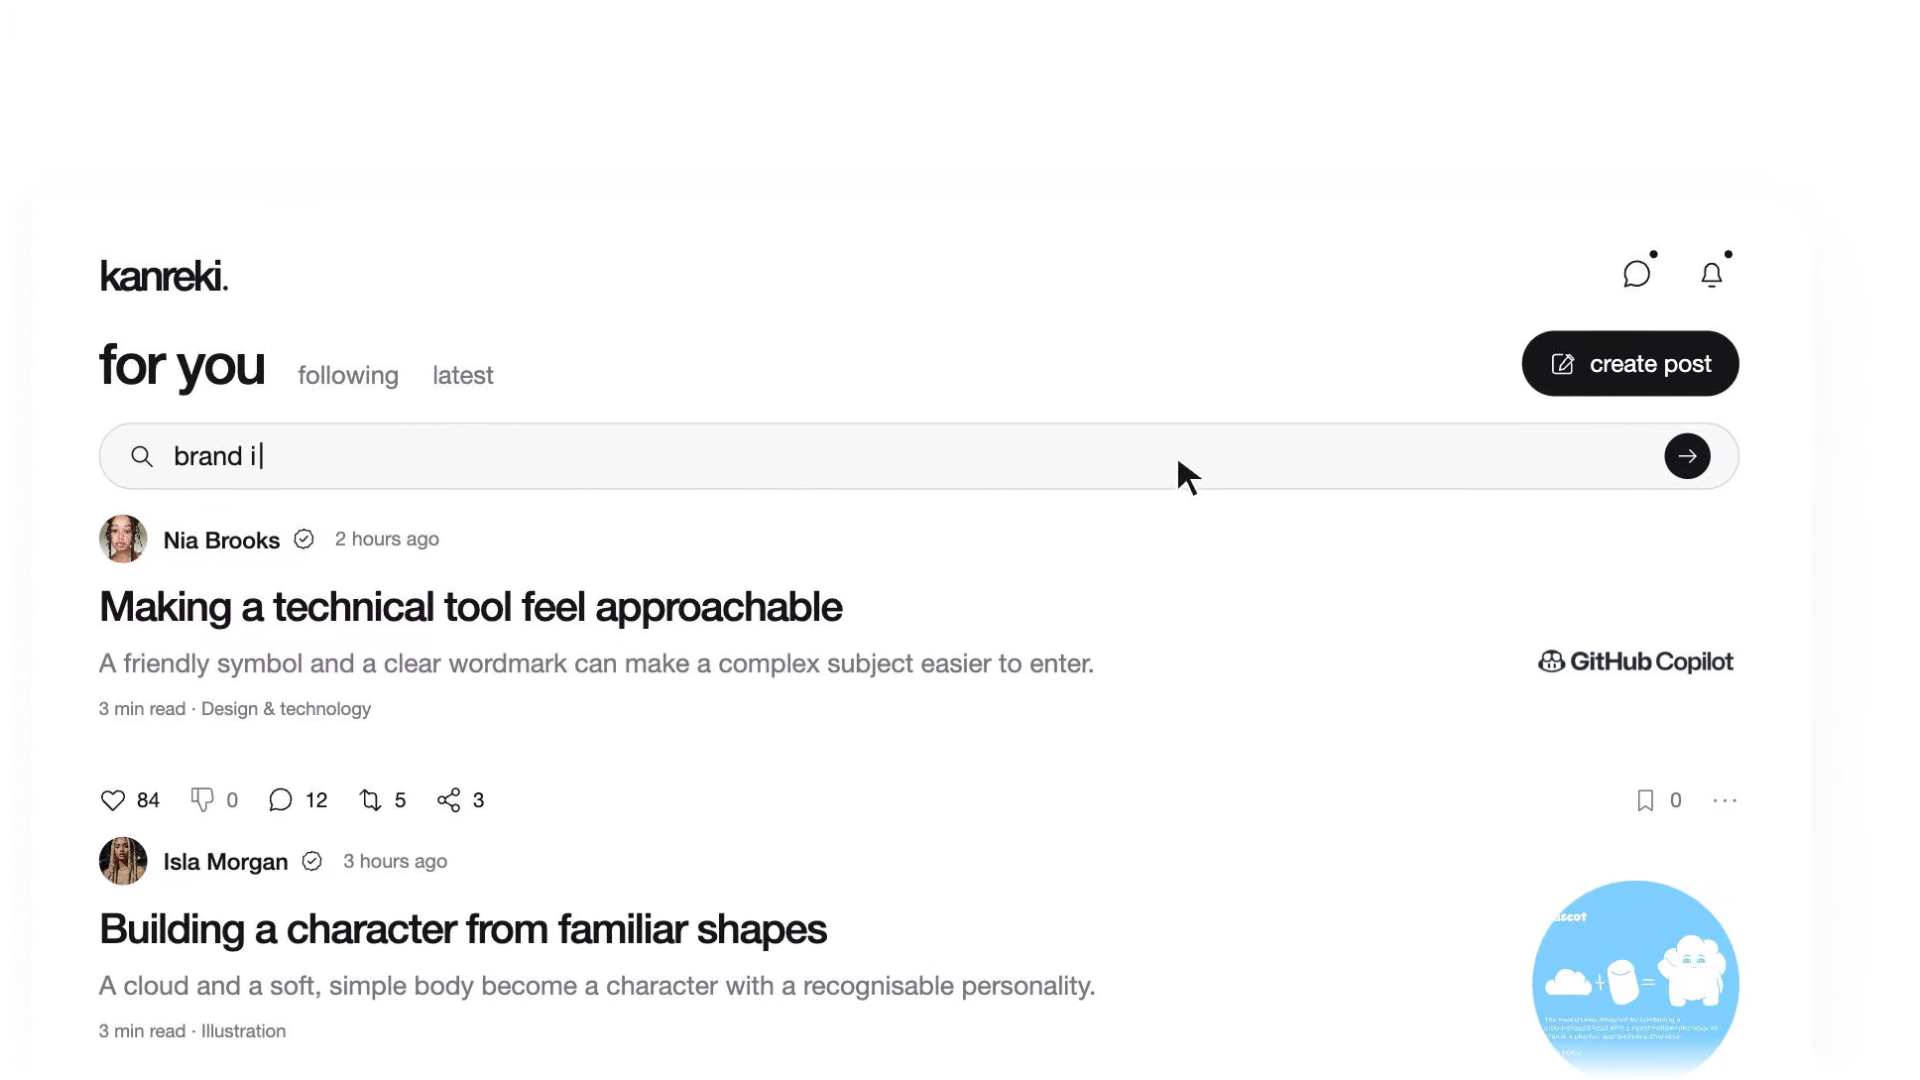 kanreki.
for you following latest
create post
brand i
Nia Brooks 2 hours ago
Making a technical tool feel approachable
A friendly symbol and a clear wordmark can make a complex subject easier to enter.
GitHub Copilot
3 min read · Design & technology
84 0 12 5 3 0
Isla Morgan 3 hours ago
Building a character from familiar shapes
A cloud and a soft, simple body become a character with a recognisable personality.
3 min read · Illustration